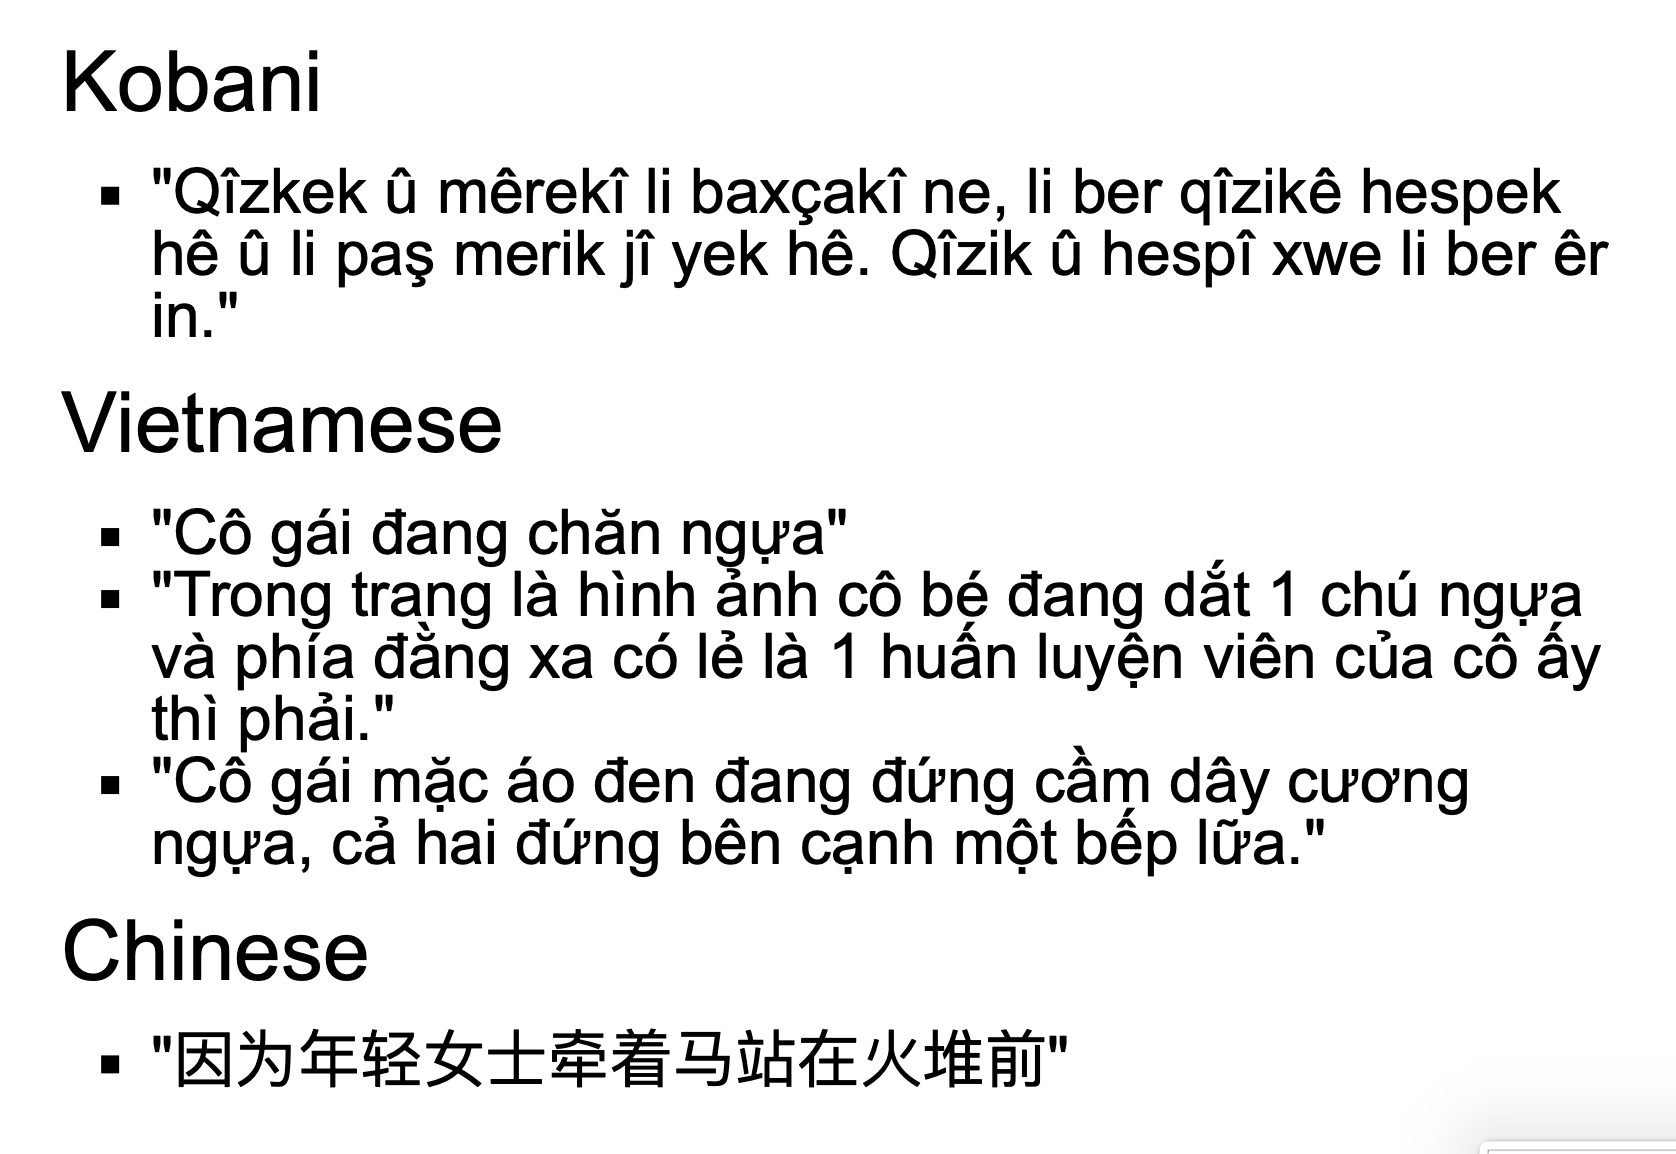 Kobani
▪ "Qîzkek û mêrekî li baxçakî ne, li ber qîzikê hespek
hê û li paş merik jî yek hê. Qîzik û hespî xwe li ber êr
in."
Vietnamese
▪ "Cô gái đang chăn ngựa"
▪ "Trong trang là hình ảnh cô bé đang dắt 1 chú ngựa
và phía đằng xa có lẻ là 1 huấn luyện viên của cô ấy
thì phải."
▪ "Cô gái mặc áo đen đang đứng cầm dây cương
ngựa, cả hai đứng bên cạnh một bếp lữa."
Chinese
▪ "因为年轻女士牵着马站在火堆前"